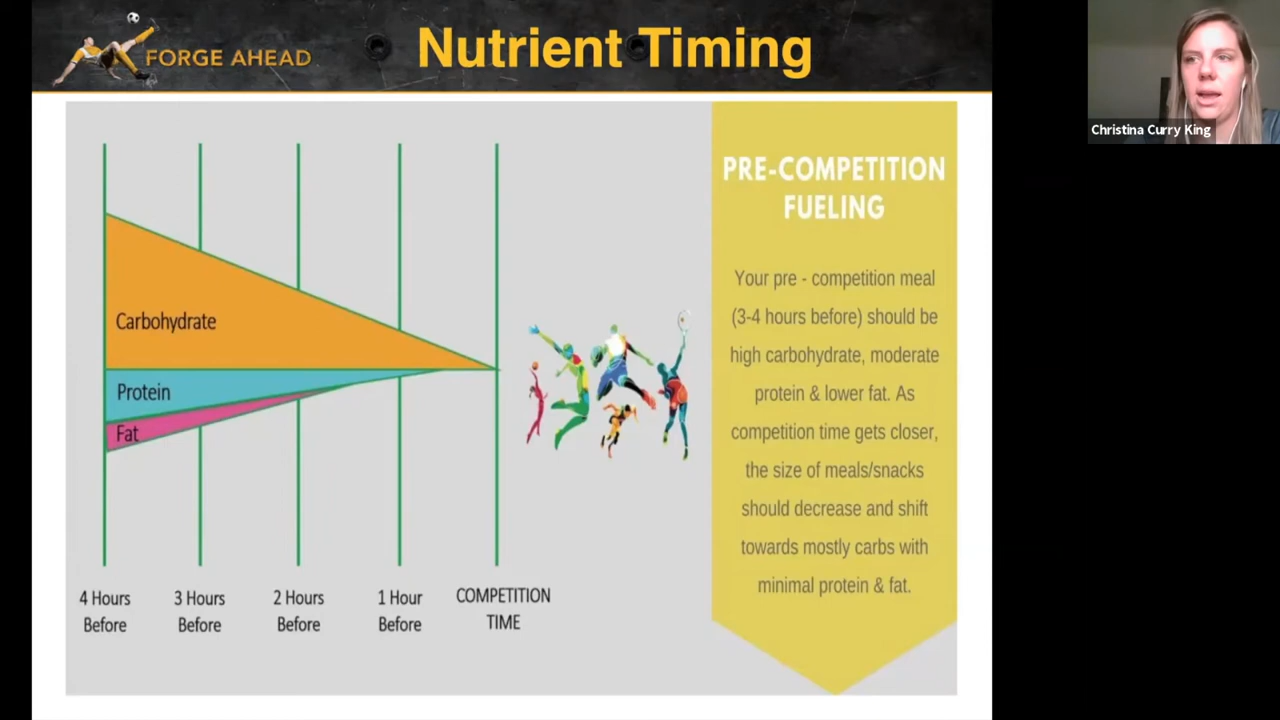 FORGE AHEAD
Nutrient Timing
Christina Curry King
Carbohydrate
Protein
Fat
4 Hours
Before
3 Hours
Before
2 Hours
Before
1 Hour
Before
COMPETITION
TIME
PRE-COMPETITION
FUELING
Your pre - competition meal
(3-4 hours before) should be
high carbohydrate, moderate
protein & lower fat. As
competition time gets closer,
the size of meals/snacks
should decrease and shift
towards mostly carbs with
minimal protein & fat.